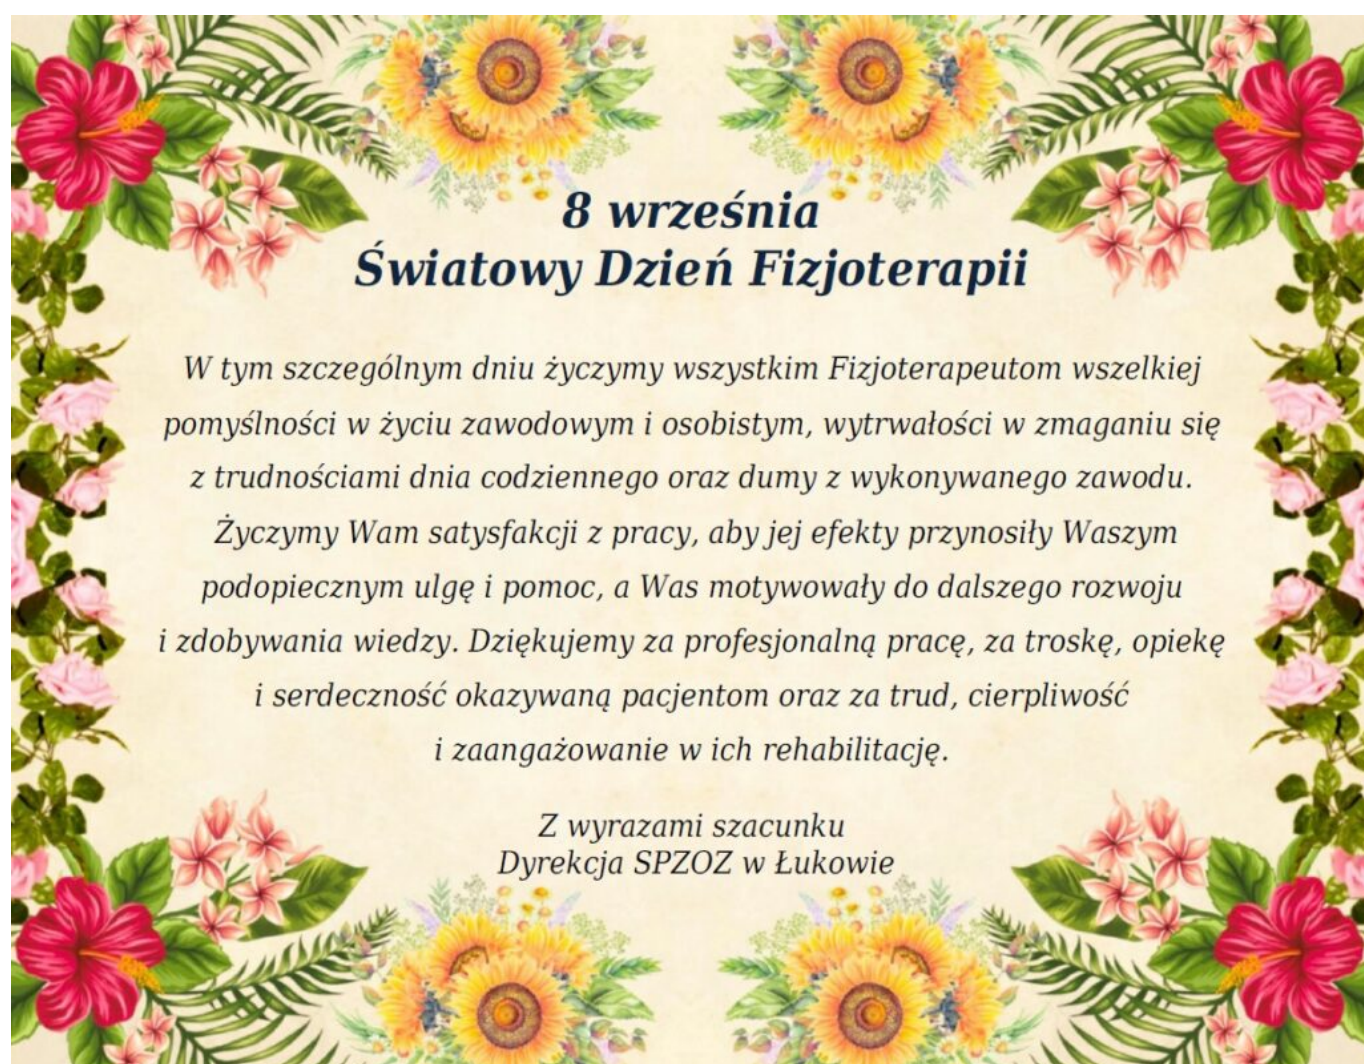 8 września
Światowy Dzień Fizjoterapii
W tym szczególnym dniu życzymy wszystkim Fizjoterapeutom wszelkiej
pomyślności w życiu zawodowym i osobistym, wytrwałości w zmaganiu się
z trudnościami dnia codziennego oraz dumy z wykonywanego zawodu.
Życzymy Wam satysfakcji z pracy, aby jej efekty przynosiły Waszym
podopiecznym ulgę i pomoc, a Was motywowały do dalszego rozwoju
i zdobywania wiedzy. Dziękujemy za profesjonalną pracę, za troskę, opiekę
i serdeczność okazywaną pacjentom oraz za trud, cierpliwość
i zaangażowanie w ich rehabilitację.
Z wyrazami szacunku
Dyrekcja SPZOZ w Łukowie